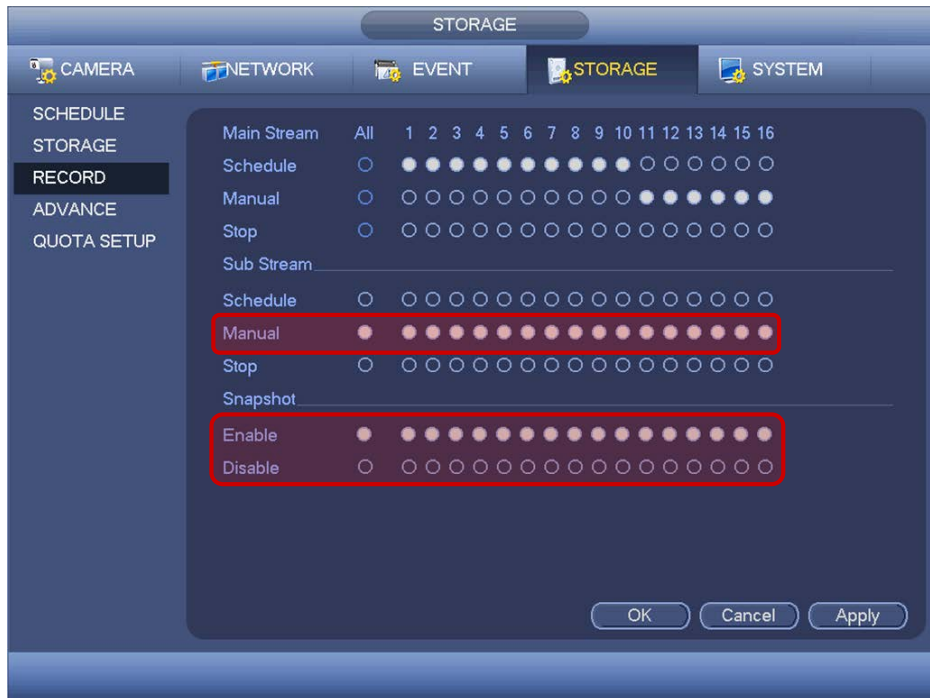 STORAGE
CAMERA NETWORK EVENT STORAGE SYSTEM
SCHEDULE
STORAGE
RECORD
ADVANCE
QUOTA SETUP
Main Stream All 1 2 3 4 5 6 7 8 9 10 11 12 13 14 15 16
Schedule
Manual
Stop
Sub Stream
Schedule
Manual
Stop
Snapshot
Enable
Disable
OK Cancel Apply